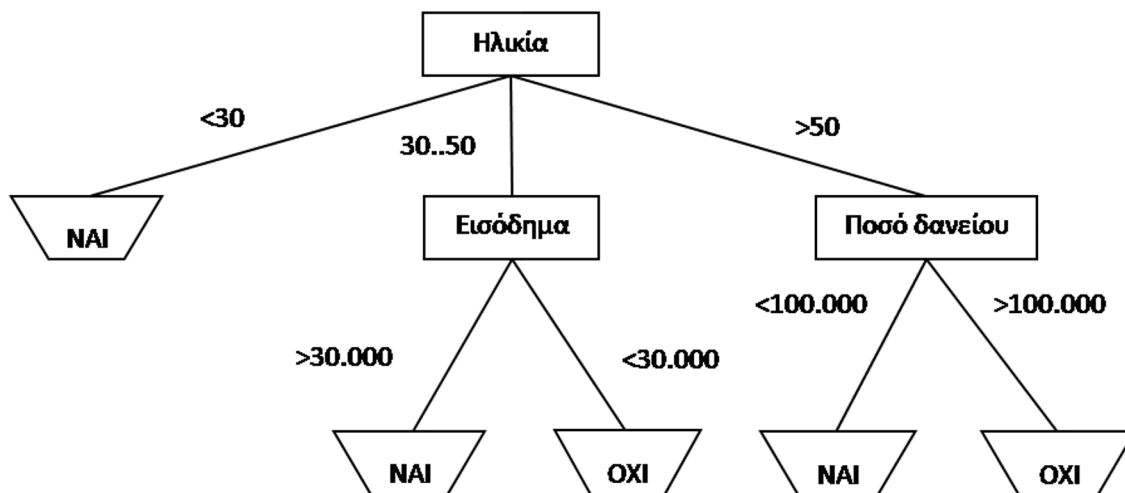 Ηλικία
<30
30..50
>50
ΝΑΙ
Εισόδημα
Ποσό δανείου
>30.000
<30.000
<100.000
>100.000
ΝΑΙ
ΟΧΙ
ΝΑΙ
ΟΧΙ